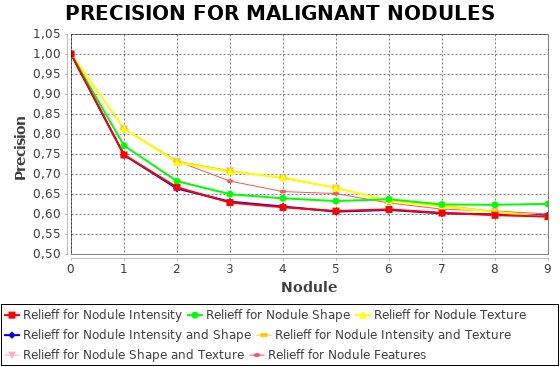 PRECISION FOR MALIGNANT NODULES
1,05
1,00
0,95
0,90
0,85
0,80
0,75
0,70
0,65
0,60
0,55
0,50
Precision
0 1 2 3 4 5 6 7 8 9
Nodule
Relieff for Nodule Intensity Relieff for Nodule Shape Relieff for Nodule Texture
Relieff for Nodule Intensity and Shape Relieff for Nodule Intensity and Texture
Relieff for Nodule Shape and Texture Relieff for Nodule Features